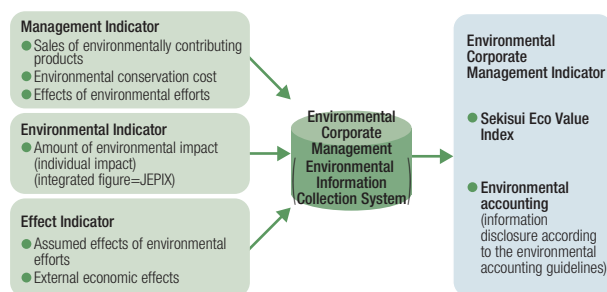 Management Indicator
● Sales of environmentally contributing
products
● Environmental conservation cost
● Effects of environmental efforts
Environmental Indicator
● Amount of environmental impact
(individual impact)
(integrated figure=JEPIX)
Effect Indicator
● Assumed effects of environmental
efforts
● External economic effects
Environmental
Corporate
Management
(Environmental
Information
Collection System)
Environmental
Corporate
Management Indicator
● Sekisui Eco Value
Index
● Environmental
accounting
(information
disclosure according
to the environmental
accounting guidelines)